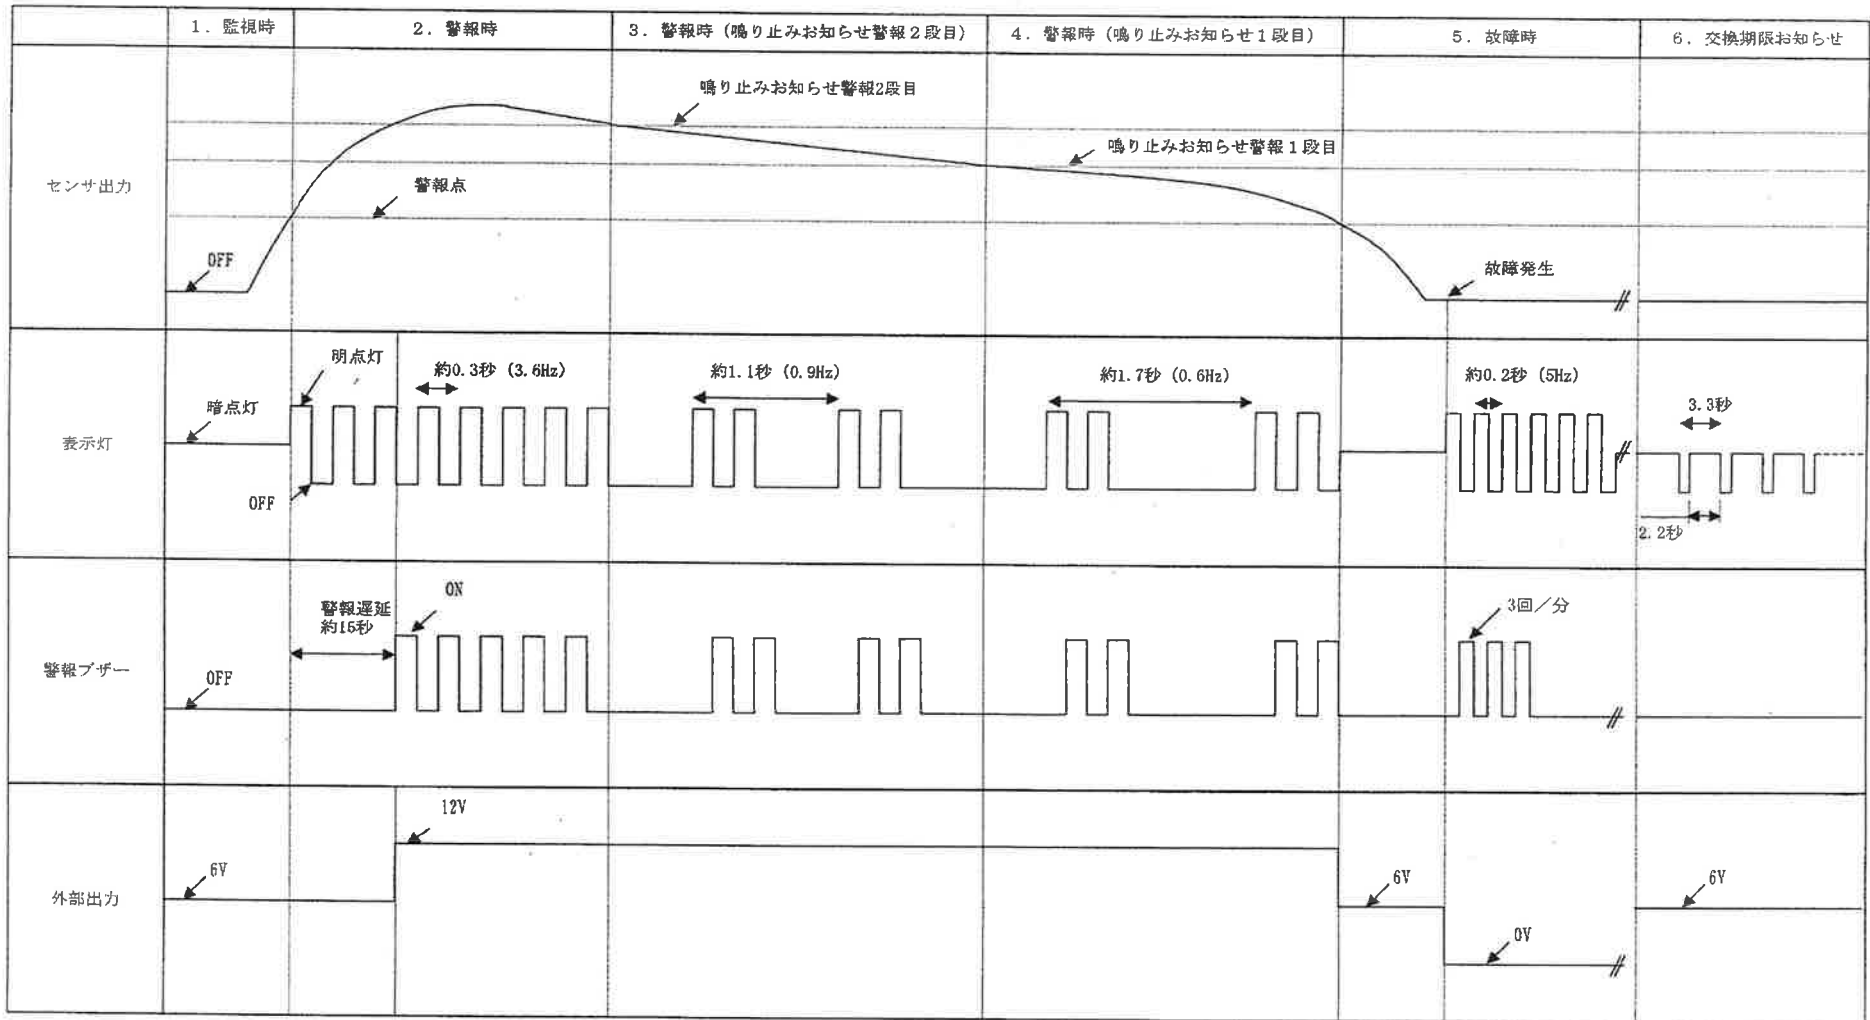 1. 監視時
2. 警報時
3. 警報時 (鳴り止みお知らせ警報2段目)
4. 警報時 (鳴り止みお知らせ1段目)
5. 故障時
6. 交換期限お知らせ
センサ出力
OFF
警報点
鳴り止みお知らせ警報2段目
鳴り止みお知らせ警報1段目
故障発生
表示灯
暗点灯
明点灯
OFF
約0.3秒 (3.6Hz)
約1.1秒 (0.9Hz)
約1.7秒 (0.6Hz)
約0.2秒 (5Hz)
3.3秒
2.2秒
警報ブザー
OFF
警報遅延
約15秒
ON
3回/分
外部出力
6V
12V
6V
0V
6V